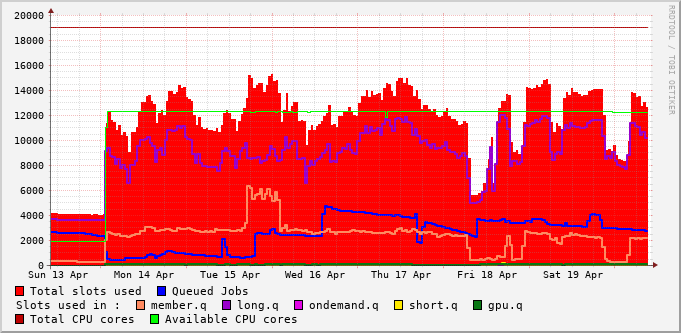 20000
18000
16000
14000
12000
10000
8000
6000
4000
2000
0
Sun 13 Apr Mon 14 Apr Tue 15 Apr Wed 16 Apr Thu 17 Apr Fri 18 Apr Sat 19 Apr
RRDTOOL / TOBI OETIKER
Total slots used Queued Jobs
Slots used in : member.q long.q ondemand.q short.q gpu.q
Total CPU cores Available CPU cores